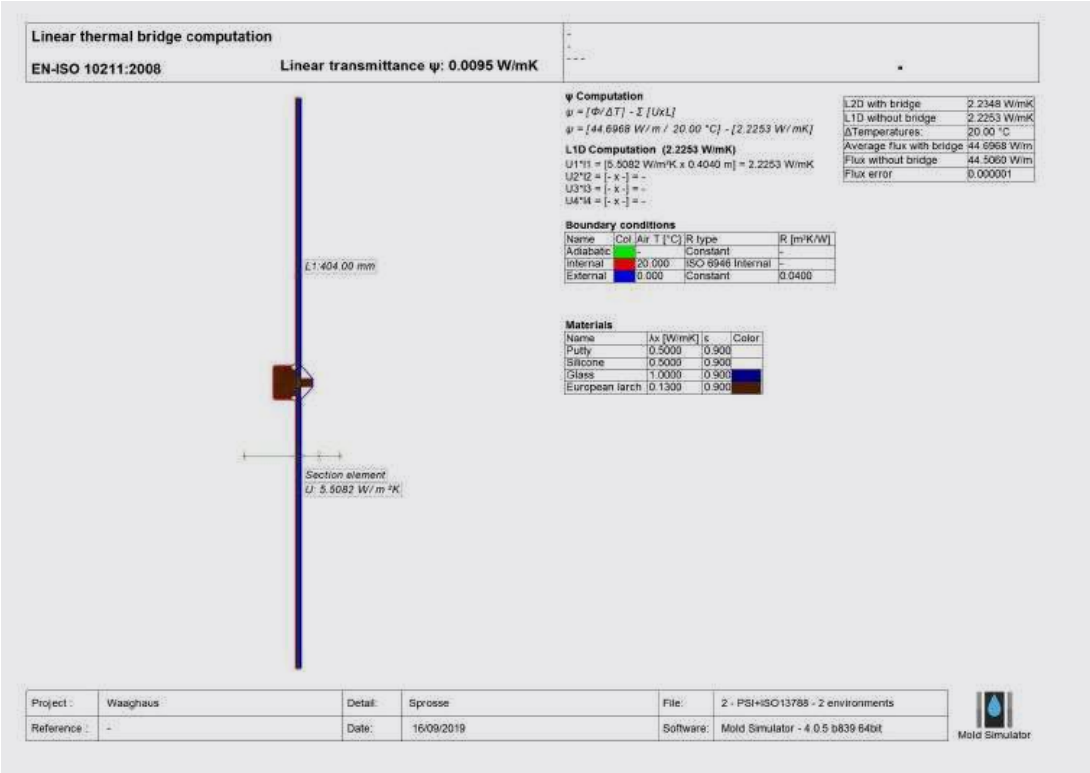 Linear thermal bridge computation
EN-ISO 10211:2008
Linear transmittance ψ: 0.0095 W/mK
-
-
---
ψ Computation
ψ = [Φ/ΔT] - Σ [UxL]
ψ = [44.6968 W/m / 20.00 °C] - [2.2253 W/mK]
L1D Computation (2.2253 W/mK)
U1*l1 = [5.5082 W/m²K x 0.4040 m] = 2.2253 W/mK
U2*l2 = [- x -] = -
U3*l3 = [- x -] = -
U4*l4 = [- x -] = -
L2D with bridge 2.2348 W/mK
L1D without bridge 2.2253 W/mK
ΔTemperatures: 20.00 °C
Average flux with bridge 44.6968 W/m
Flux without bridge 44.5060 W/m
Flux error 0.000001
Boundary conditions
Name Col Air T [°C] R type R [m²K/W]
Adiabatic - Constant -
Internal 20.000 ISO 6946 Internal -
External 0.000 Constant 0.0400
L1:404.00 mm
Materials
Name λx [W/mK] ε Color
Putty 0.5000 0.900
Silicone 0.5000 0.900
Glass 1.0000 0.900
European larch 0.1300 0.900
Section element
U: 5.5082 W/m²K
Project : Waaghaus Detail: Sprosse File: 2 - PSI+ISO13788 - 2 environments
Reference : - Date: 16/09/2019 Software: Mold Simulator - 4.0.5 b839 64bit
Mold Simulator